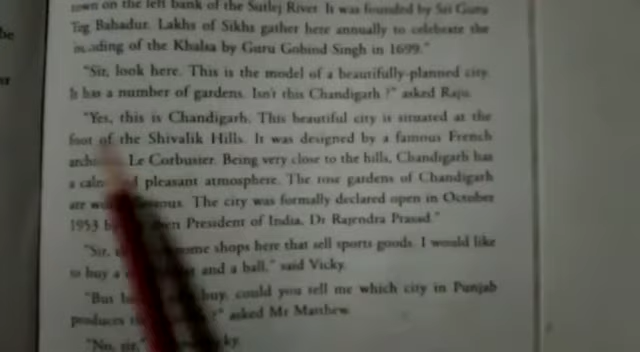 be
town on the left bank of the Sutlej River. It was founded by Sri Guru
Teg Bahadur. Lakhs of Sikhs gather here annually to celebrate the
of the Khalsa by Guru Gobind Singh in 1699."
"Sir, look here. This is the model of a beautifully-planned city.
It has a number of gardens. Isn't this Chandigarh ?" asked Raju.
"Yes, this is Chandigarh. This beautiful city is situated at the
foot of the Shivalik Hills. It was designed by a famous French
Le Corbusier. Being very close to the hills, Chandigarh has
a pleasant atmosphere. The rose gardens of Chandigarh
are The city was formally declared open in October
1953 President of India, Dr Rajendra Prasad."
"Sir, some shops here that sell sports goods. I would like
to buy a and a ball," said Vicky.
"But buy, could you tell me which city in Punjab
produces asked Mr Matthew.
"No, sir,"